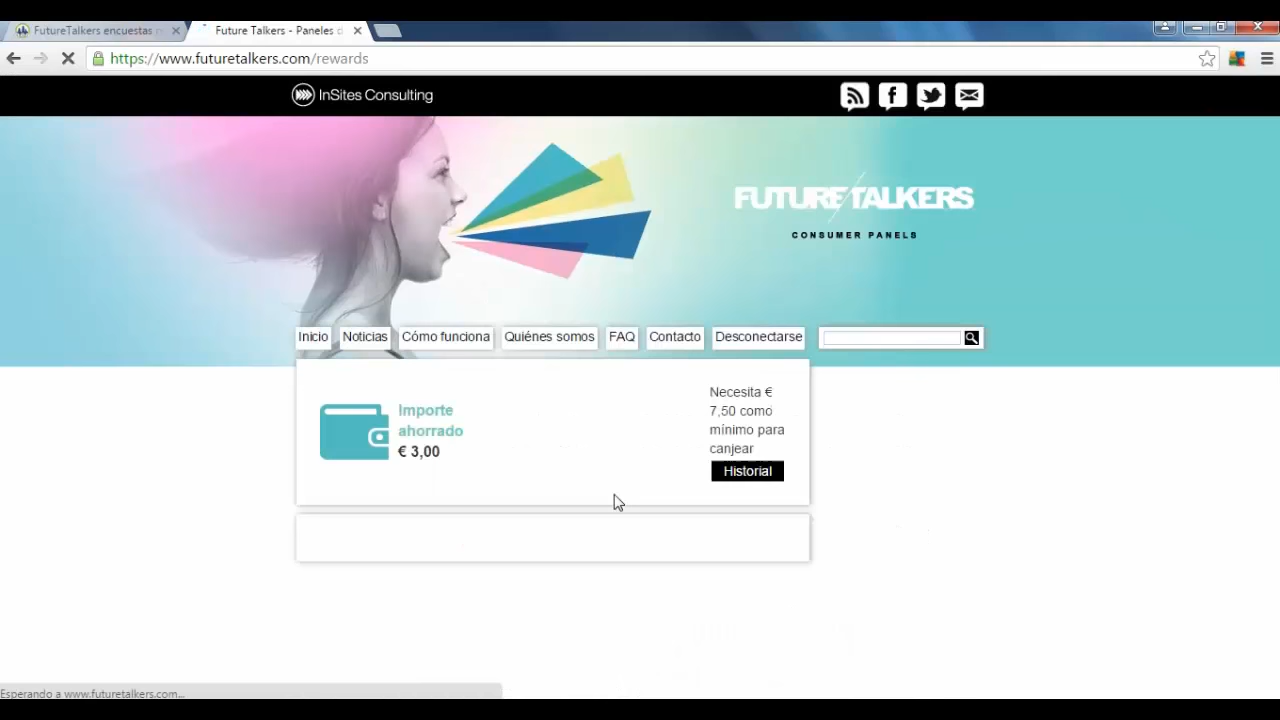 FutureTalkers encuestas
Future Talkers - Paneles d
https://www.futuretalkers.com/rewards
InSites Consulting
FUTURE TALKERS
CONSUMER PANELS
Inicio
Noticias
Cómo funciona
Quiénes somos
FAQ
Contacto
Desconectarse
Importe
ahorrado
€ 3,00
Necesita €
7,50 como
mínimo para
canjear
Historial
Esperando a www.futuretalkers.com...